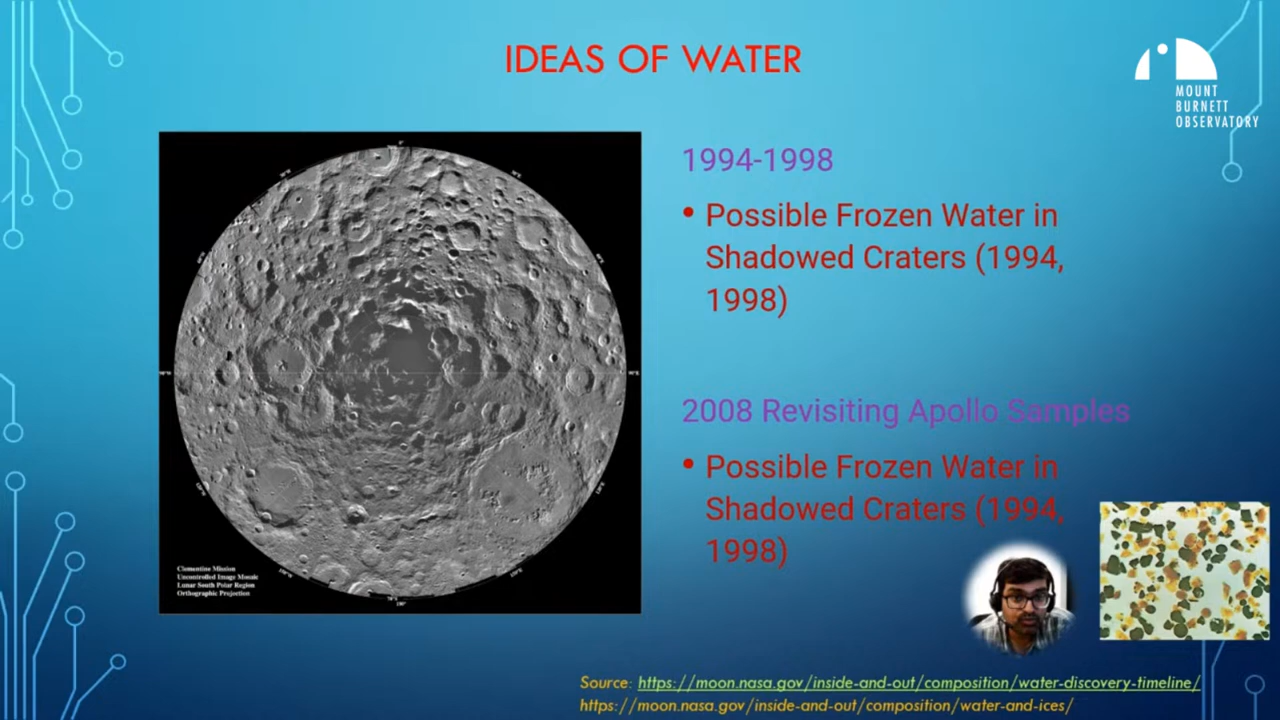 IDEAS OF WATER
MOUNT
BURNETT
OBSERVATORY
1994-1998
• Possible Frozen Water in
Shadowed Craters (1994,
1998)
2008 Revisiting Apollo Samples
• Possible Frozen Water in
Shadowed Craters (1994,
1998)
Clementine Mission
Uncontrolled Image Mosaic
Lunar South Polar Region
Orthographic Projection
Source: https://moon.nasa.gov/inside-and-out/composition/water-discovery-timeline/
https://moon.nasa.gov/inside-and-out/composition/water-and-ices/